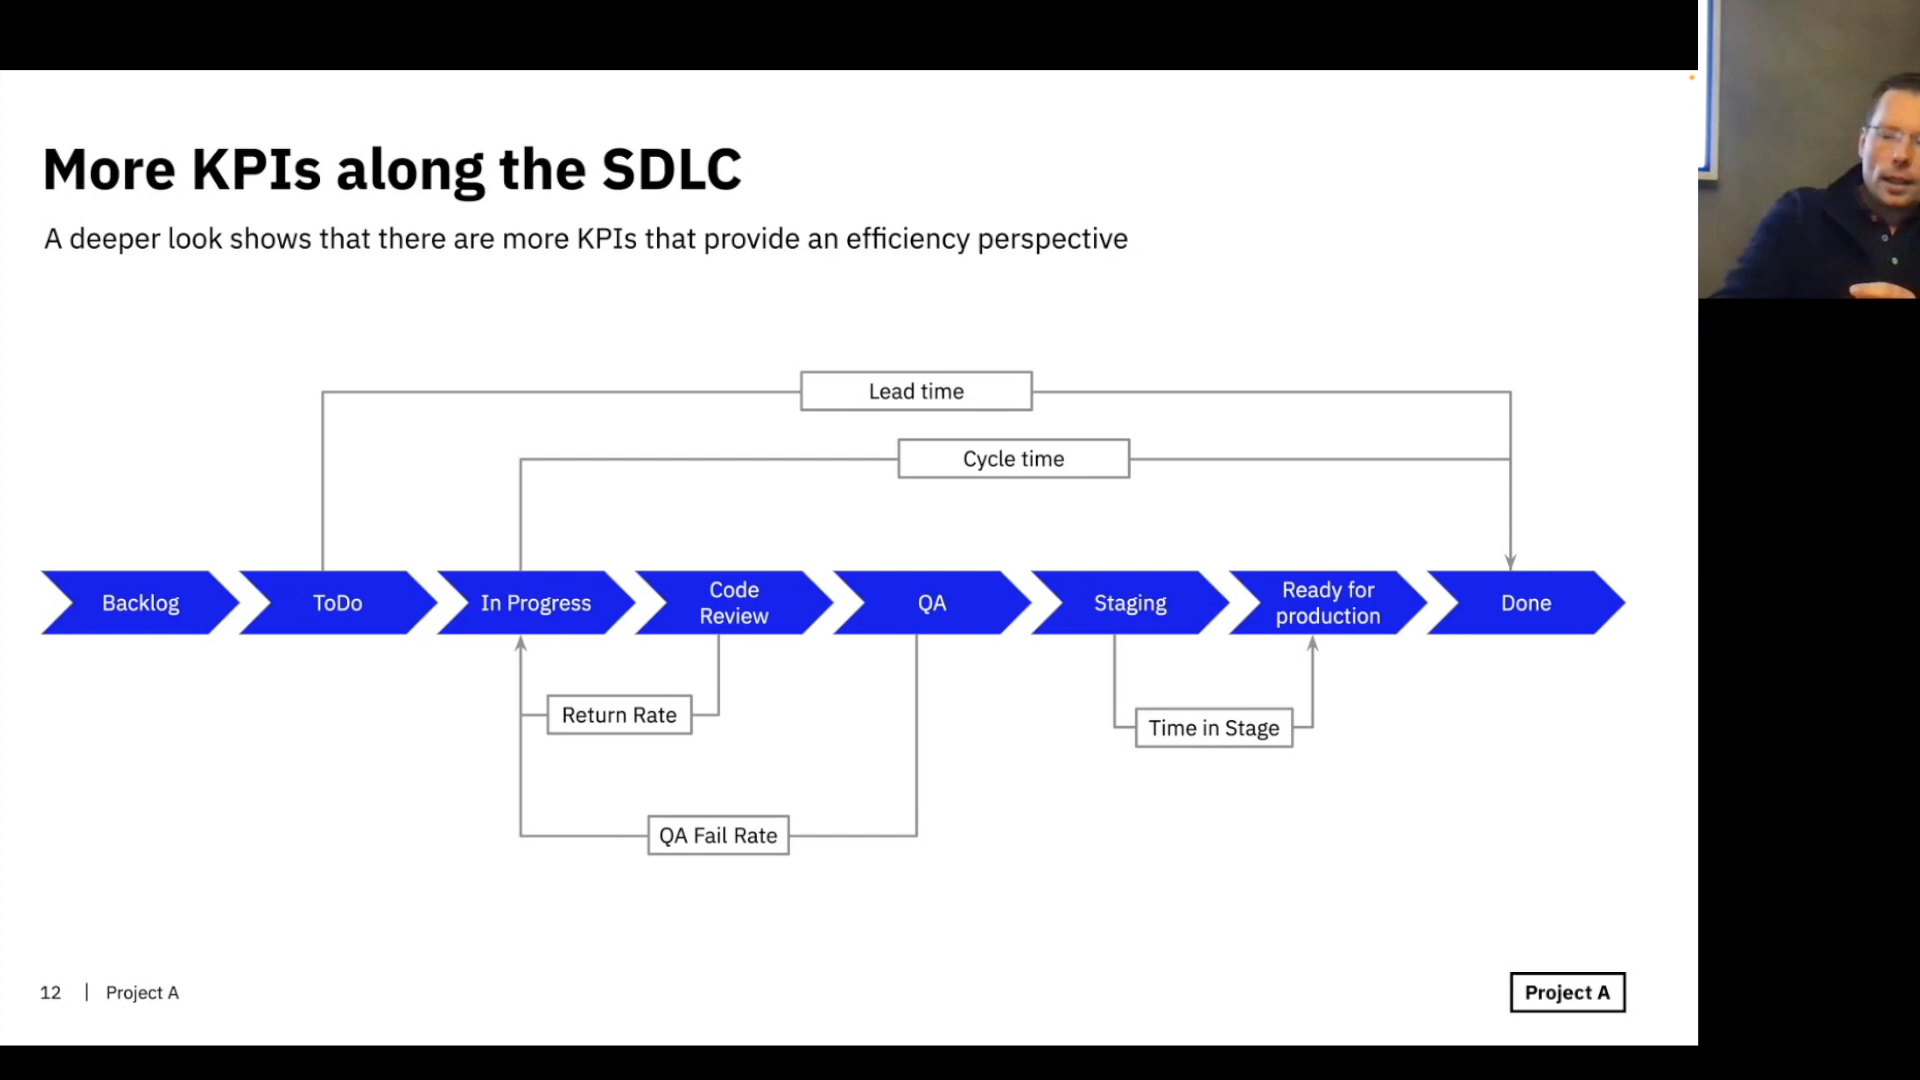 More KPIs along the SDLC
A deeper look shows that there are more KPIs that provide an efficiency perspective
Lead time
Cycle time
Backlog
ToDo
In Progress
Code
Review
QA
Staging
Ready for
production
Done
Return Rate
Time in Stage
QA Fail Rate
12 | Project A
Project A